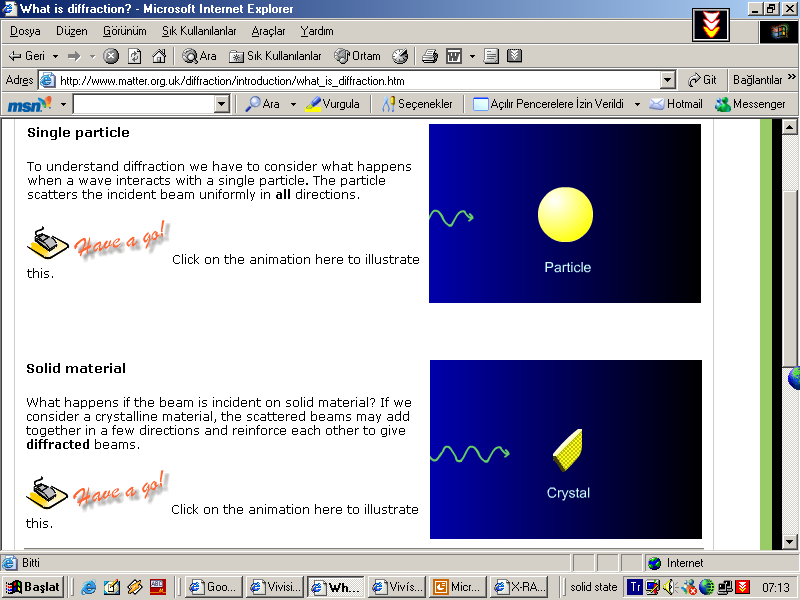 What is diffraction? - Microsoft Internet Explorer
Dosya Düzen Görünüm Sık Kullanılanlar Araçlar Yardım
Geri Ara Sık Kullanılanlar Ortam
Adres http://www.matter.org.uk/diffraction/introduction/what_is_diffraction.htm Git Bağlantılar »
msn Ara Vurgula Seçenekler Açılır Pencerelere İzin Verildi Hotmail Messenger
Single particle
To understand diffraction we have to consider what happens
when a wave interacts with a single particle. The particle
scatters the incident beam uniformly in all directions.
Have a go! Click on the animation here to illustrate
this.
Particle
Solid material
What happens if the beam is incident on solid material? If we
consider a crystalline material, the scattered beams may add
together in a few directions and reinforce each other to give
diffracted beams.
Have a go! Click on the animation here to illustrate
this.
Crystal
Bitti Internet
Başlat Goo... Vivisi... Wh... Vivís... Micr... X-RA... solid state Tr 07:13